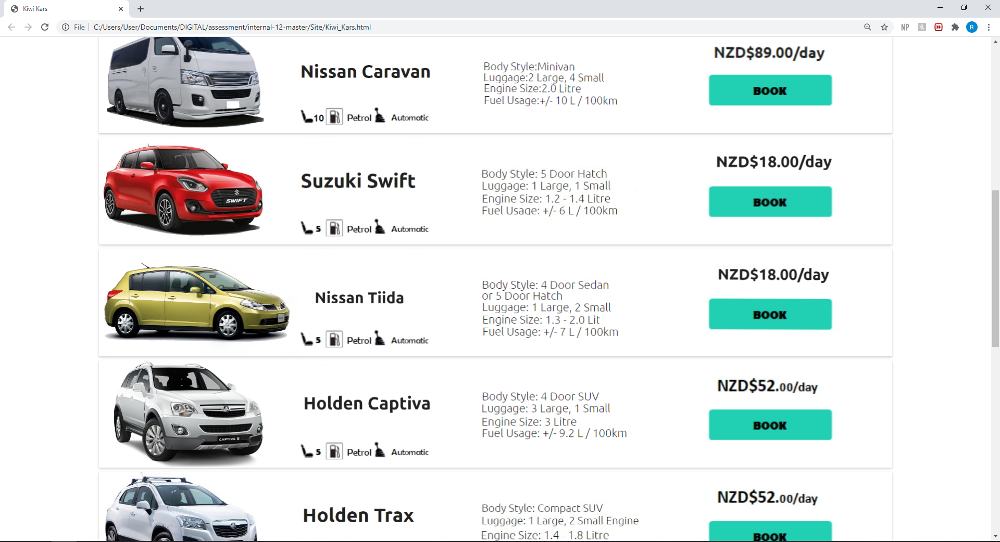 Kiwi Kars
File
C:/Users/User/Documents/DIGITAL/assessment/internal-12-master/Site/Kiwi_Kars.html
NP
R
Nissan Caravan
10 Petrol Automatic
Body Style:Minivan
Luggage:2 Large, 4 Small
Engine Size:2.0 Litre
Fuel Usage:+/- 10 L / 100km
NZD$89.00/day
BOOK
SWIFT
Suzuki Swift
5 Petrol Automatic
Body Style: 5 Door Hatch
Luggage: 1 Large, 1 Small
Engine Size: 1.2 - 1.4 Litre
Fuel Usage: +/- 6 L / 100km
NZD$18.00/day
BOOK
Nissan Tiida
5 Petrol Automatic
Body Style: 4 Door Sedan
or 5 Door Hatch
Luggage: 1 Large, 2 Small
Engine Size: 1.3 - 2.0 Lit
Fuel Usage: +/- 7 L / 100km
NZD$18.00/day
BOOK
CAPTIVA 5
Holden Captiva
5 Petrol Automatic
Body Style: 4 Door SUV
Luggage: 3 Large, 1 Small
Engine Size: 3 Litre
Fuel Usage: +/- 9.2 L / 100km
NZD$52.00/day
BOOK
Holden Trax
Body Style: Compact SUV
Luggage: 1 Large, 2 Small Engine
Engine Size: 1.4 - 1.8 Litre
NZD$52.00/day
BOOK